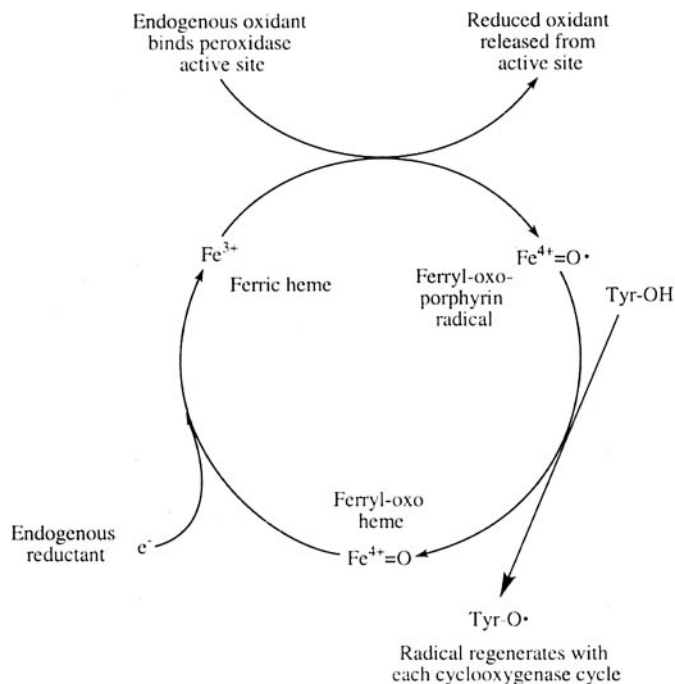 Endogenous oxidant
binds peroxidase
active site
Reduced oxidant
released from
active site
Fe³⁺
Ferric heme
Fe⁴⁺=O•
Ferryl-oxo-
porphyrin
radical
Tyr-OH
Ferryl-oxo
heme
Fe⁴⁺=O
Endogenous
reductant
e⁻
Tyr-O•
Radical regenerates with
each cyclooxygenase cycle